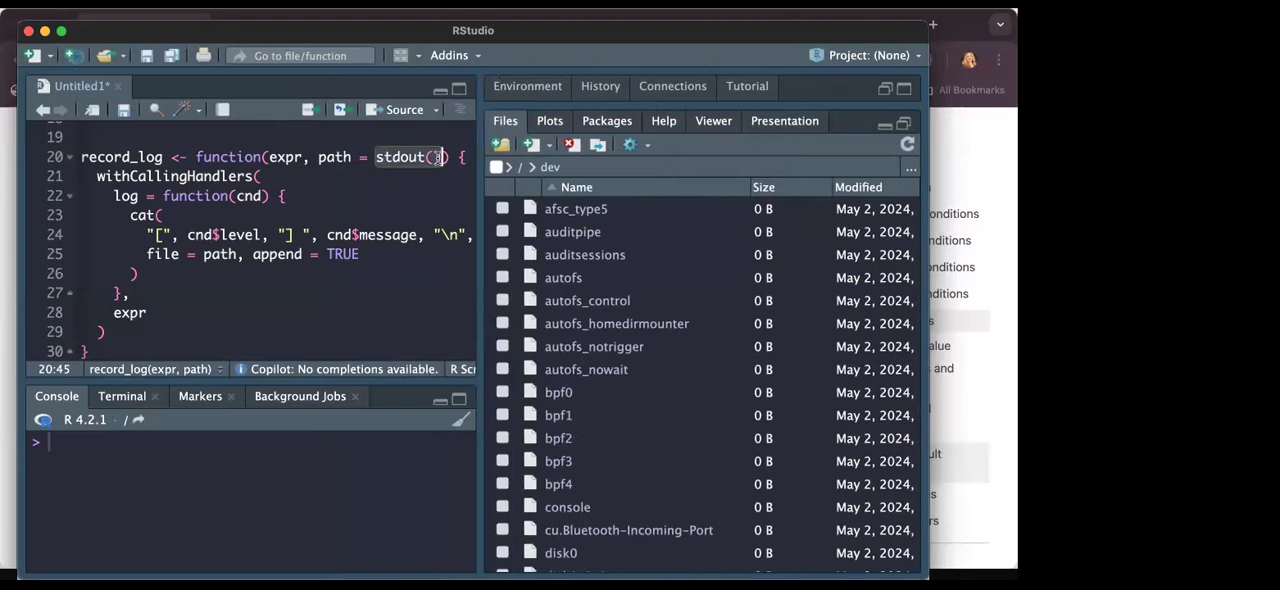 RStudio
Go to file/function
Addins
Project: (None)
Untitled1*
Source
19
20 record_log <- function(expr, path = stdout()) {
21 withCallingHandlers(
22 log = function(cnd) {
23 cat(
24 "[", cnd$level, "] ", cnd$message, "\n",
25 file = path, append = TRUE
26 )
27 },
28 expr
29 )
30 }
20:45 record_log(expr, path) Copilot: No completions available. R Scr
Console Terminal Markers Background Jobs
R 4.2.1 · /
>
Environment History Connections Tutorial
Files Plots Packages Help Viewer Presentation
/ dev ...
Name Size Modified
afsc_type5 0 B May 2, 2024,
auditpipe 0 B May 2, 2024,
auditsessions 0 B May 2, 2024,
autofs 0 B May 2, 2024,
autofs_control 0 B May 2, 2024,
autofs_homedirmounter 0 B May 2, 2024,
autofs_notrigger 0 B May 2, 2024,
autofs_nowait 0 B May 2, 2024,
bpf0 0 B May 2, 2024,
bpf1 0 B May 2, 2024,
bpf2 0 B May 2, 2024,
bpf3 0 B May 2, 2024,
bpf4 0 B May 2, 2024,
console 0 B May 2, 2024,
cu.Bluetooth-Incoming-Port 0 B May 2, 2024,
disk0 0 B May 2, 2024,
All Bookmarks
onditions
onditions
onditions
onditions
s
alue
s and
ult
s
rs